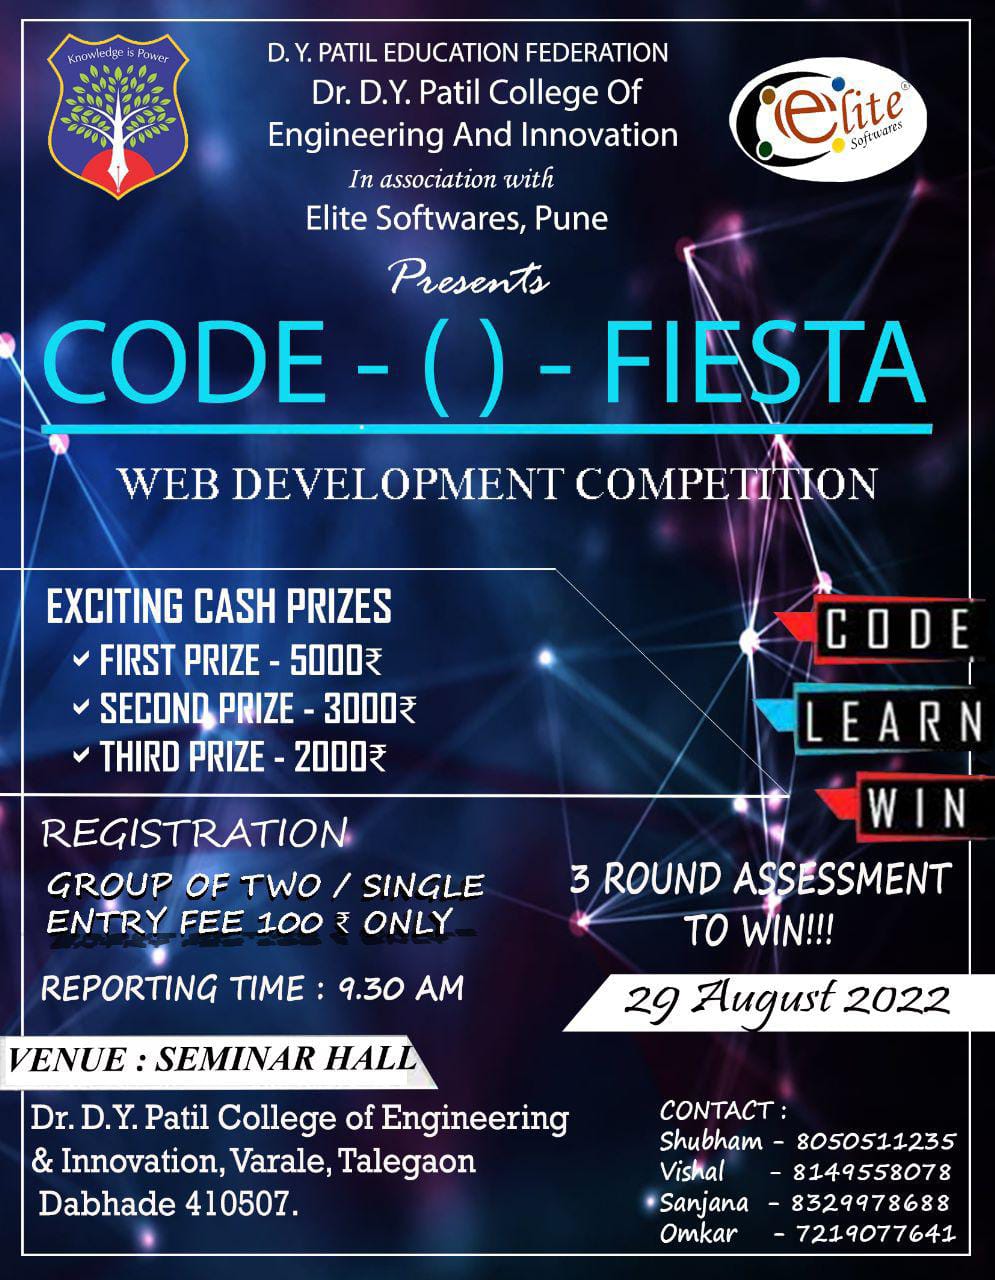 Knowledge is Power
D. Y. PATIL EDUCATION FEDERATION
Dr. D.Y. Patil College Of
Engineering And Innovation
In association with
Elite Softwares, Pune
elite®
Softwares
Presents
CODE - ( ) - FIESTA
WEB DEVELOPMENT COMPETITION
EXCITING CASH PRIZES
FIRST PRIZE - 5000₹
SECOND PRIZE - 3000₹
THIRD PRIZE - 2000₹
CODE
LEARN
WIN
REGISTRATION
GROUP OF TWO / SINGLE
ENTRY FEE 100 ₹ ONLY
REPORTING TIME : 9.30 AM
3 ROUND ASSESSMENT
TO WIN!!!
29 August 2022
VENUE : SEMINAR HALL
Dr. D.Y. Patil College of Engineering
& Innovation, Varale, Talegaon
Dabhade 410507.
CONTACT :
Shubham - 8050511235
Vishal - 8149558078
Sanjana - 8329978688
Omkar - 7219077641